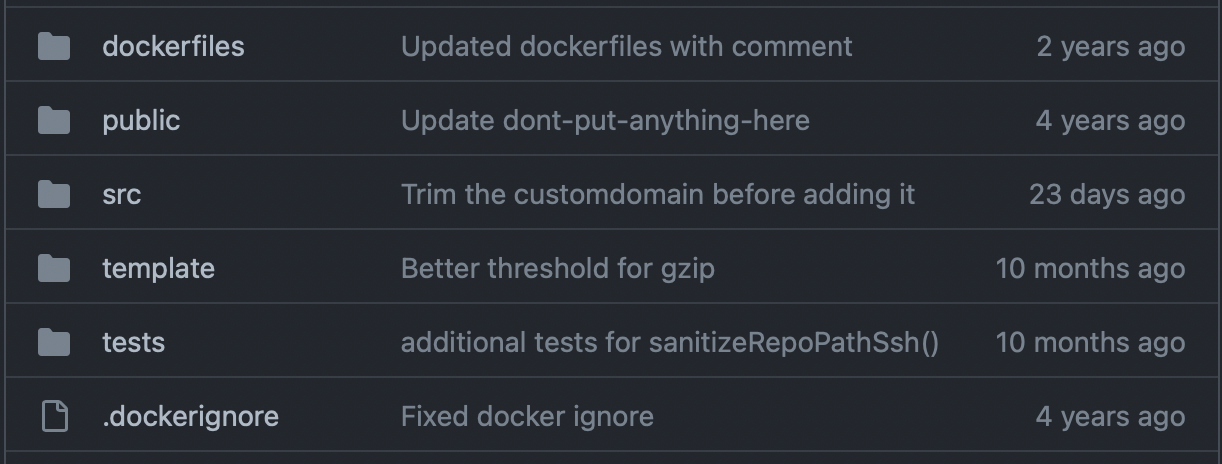 dockerfiles Updated dockerfiles with comment 2 years ago
public Update dont-put-anything-here 4 years ago
src Trim the customdomain before adding it 23 days ago
template Better threshold for gzip 10 months ago
tests additional tests for sanitizeRepoPathSsh() 10 months ago
.dockerignore Fixed docker ignore 4 years ago